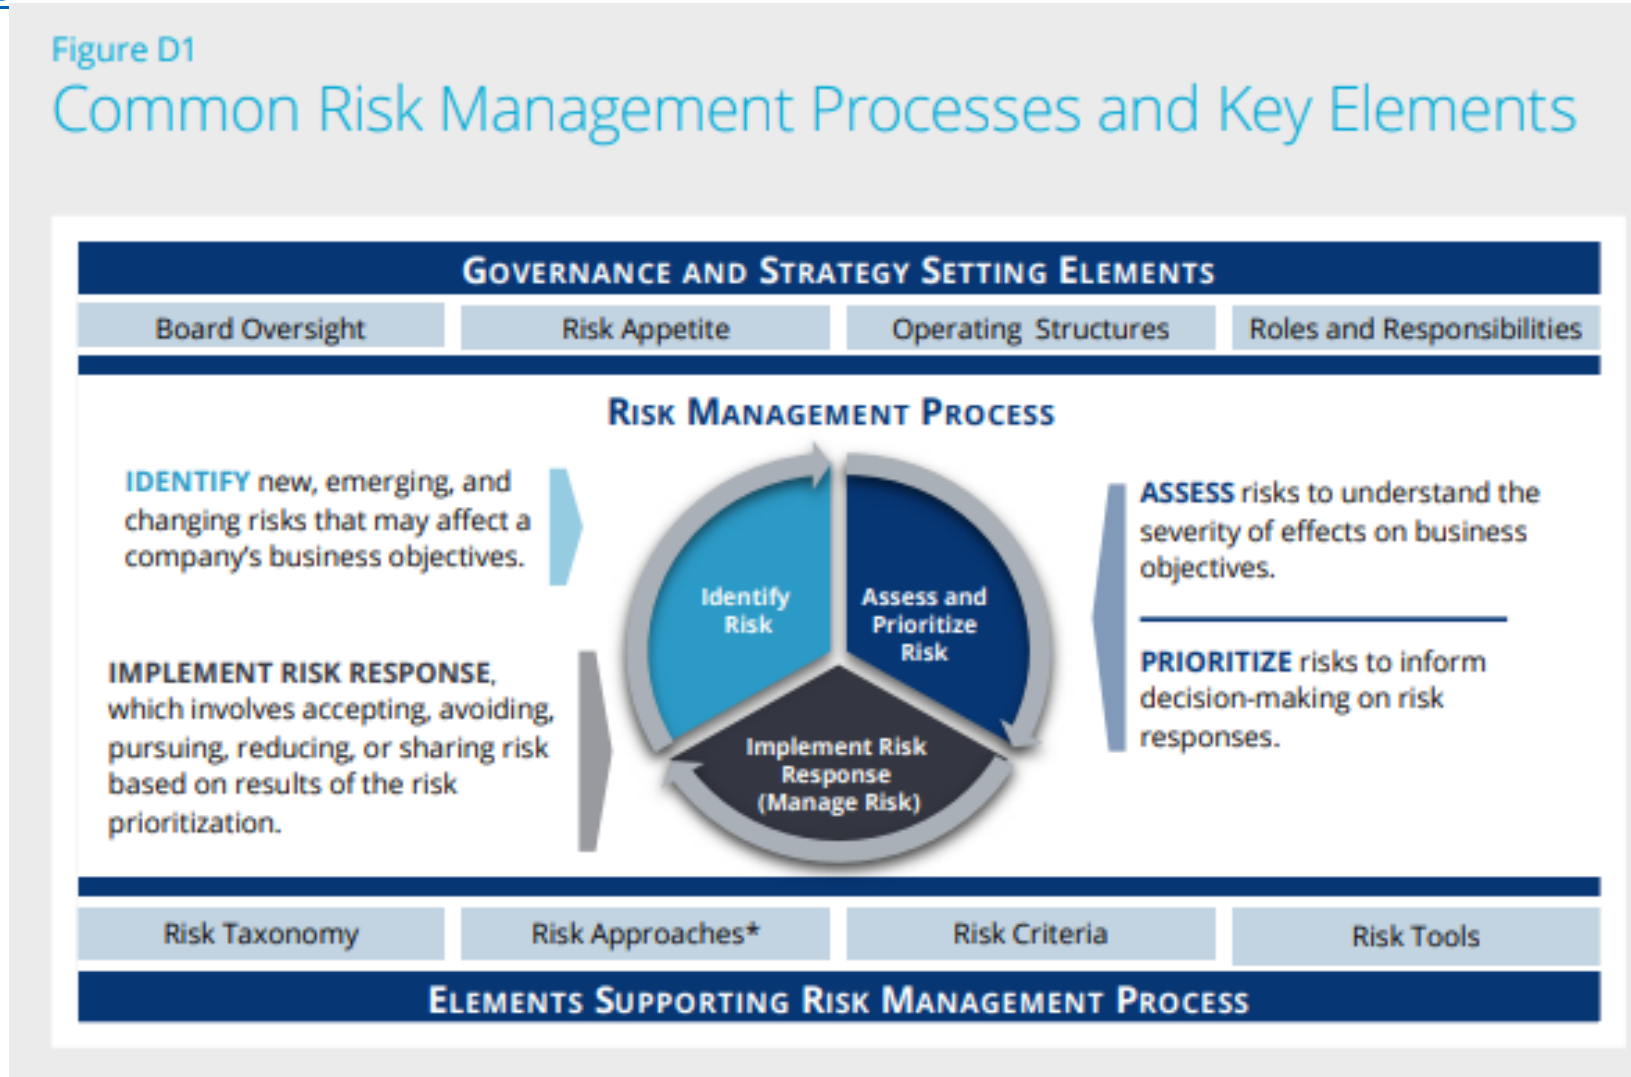 Figure D1
Common Risk Management Processes and Key Elements
GOVERNANCE AND STRATEGY SETTING ELEMENTS
Board Oversight
Risk Appetite
Operating Structures
Roles and Responsibilities
RISK MANAGEMENT PROCESS
IDENTIFY new, emerging, and
changing risks that may affect a
company's business objectives.
IMPLEMENT RISK RESPONSE,
which involves accepting, avoiding,
pursuing, reducing, or sharing risk
based on results of the risk
prioritization.
Identify
Risk
Assess and
Prioritize
Risk
Implement Risk
Response
(Manage Risk)
ASSESS risks to understand the
severity of effects on business
objectives.
PRIORITIZE risks to inform
decision-making on risk
responses.
Risk Taxonomy
Risk Approaches*
Risk Criteria
Risk Tools
ELEMENTS SUPPORTING RISK MANAGEMENT PROCESS